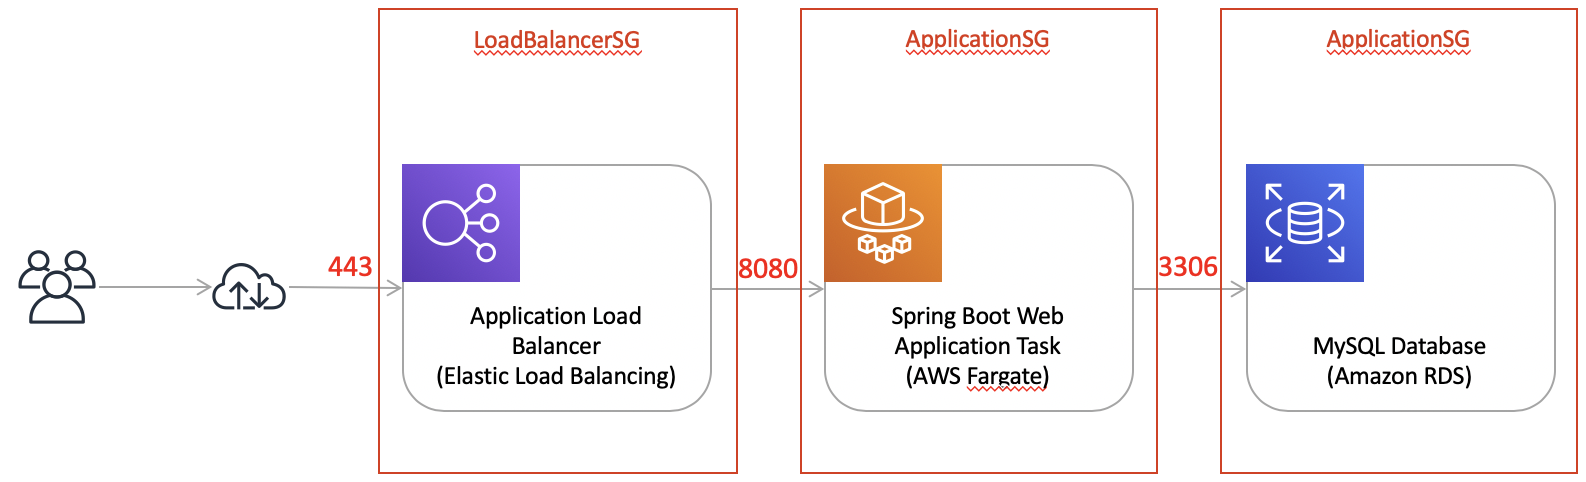 LoadBalancerSG
ApplicationSG
ApplicationSG
443
8080
3306
Application Load
Balancer
(Elastic Load Balancing)
Spring Boot Web
Application Task
(AWS Fargate)
MySQL Database
(Amazon RDS)